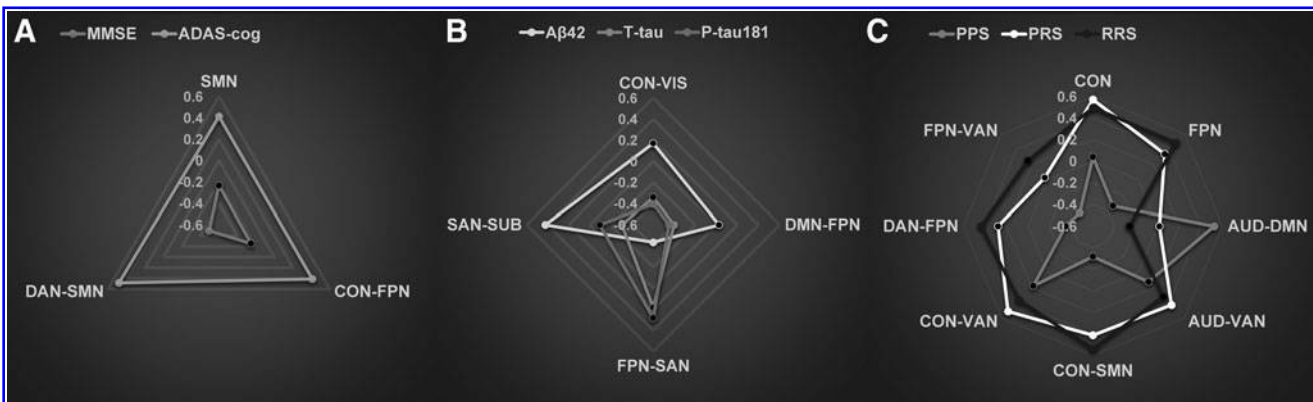 A
MMSE ADAS-cog
SMN
0.6
0.4
0.2
0
-0.2
-0.4
-0.6
DAN-SMN
CON-FPN
B
Aβ42 T-tau P-tau181
CON-VIS
0.6
0.4
0.2
0
-0.2
-0.4
-0.6
SAN-SUB
DMN-FPN
FPN-SAN
C
PPS PRS RRS
CON
0.6
0.4
0.2
0
-0.2
-0.4
-0.6
FPN-VAN
FPN
DAN-FPN
AUD-DMN
CON-VAN
AUD-VAN
CON-SMN